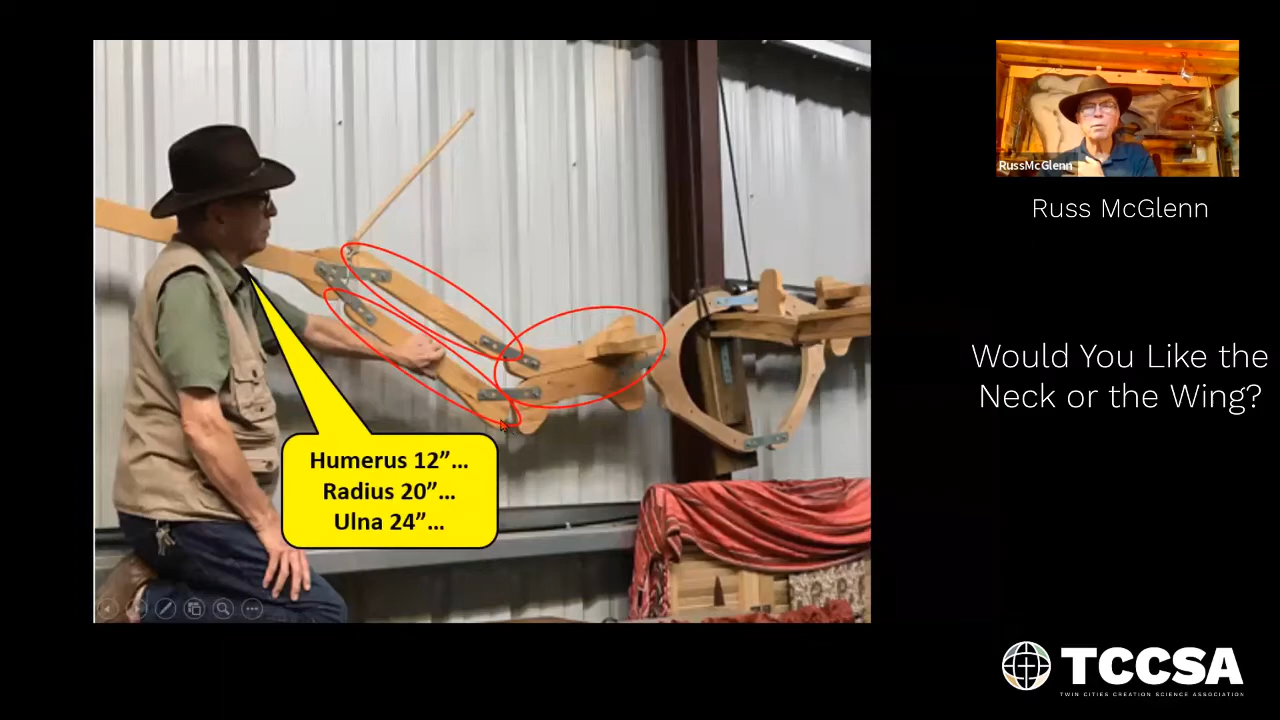 Humerus 12”…
Radius 20”…
Ulna 24”…
RussMcGlenn
Russ McGlenn
Would You Like the
Neck or the Wing?
TCCSA
TWIN CITIES CREATION SCIENCE ASSOCIATION